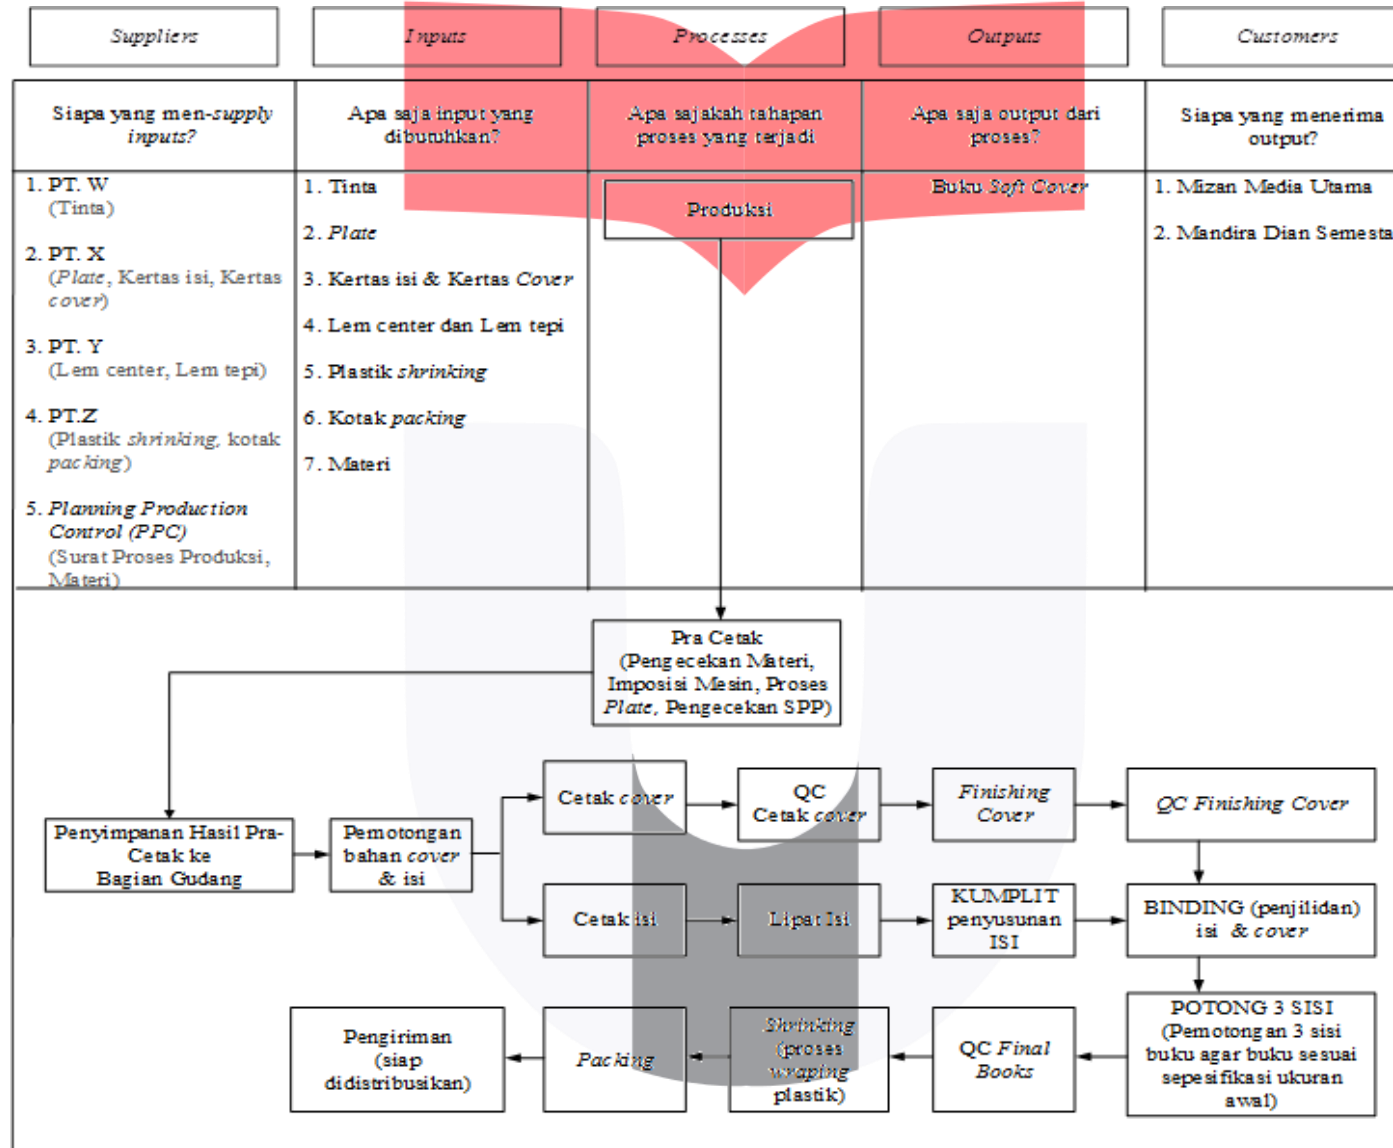 Suppliers
Inputs
Processes
Outputs
Customers
Siapa yang men-supply
inputs?
Apa saja input yang
dibutuhkan?
Apa sajakah tahapan
proses yang terjadi
Apa saja output dari
proses?
Siapa yang menerima
output?
1. PT. W
(Tinta)
2. PT. X
(Plate, Kertas isi, Kertas
cover)
3. PT. Y
(Lem center, Lem tepi)
4. PT.Z
(Plastik shrinking, kotak
packing)
5. Planning Production
Control (PPC)
(Surat Proses Produksi,
Materi)
1. Tinta
2. Plate
3. Kertas isi & Kertas Cover
4. Lem center dan Lem tepi
5. Plastik shrinking
6. Kotak packing
7. Materi
Produksi
Buku Soft Cover
1. Mizan Media Utama
2. Mandira Dian Semesta
Pra Cetak
(Pengecekan Materi,
Imposisi Mesin, Proses
Plate, Pengecekan SPP)
Penyimpanan Hasil Pra-
Cetak ke
Bagian Gudang
Pemotongan
bahan cover
& isi
Cetak cover
QC
Cetak cover
Finishing
Cover
QC Finishing Cover
Cetak isi
Lipat Isi
KUMPLIT
penyusunan
ISI
BINDING (penjilidan)
isi & cover
POTONG 3 SISI
(Pemotongan 3 sisi
buku agar buku sesuai
sepesifikasi ukuran
awal)
QC Final
Books
Shrinking
(proses
wraping
plastik)
Packing
Pengiriman
(siap
didistribusikan)